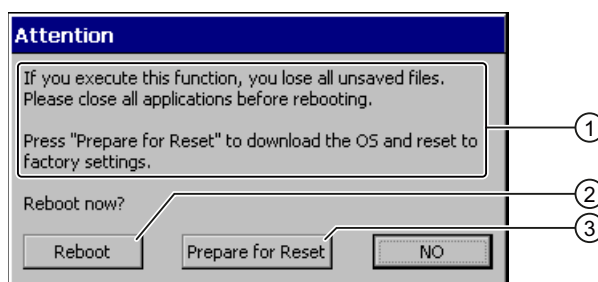 Attention
If you execute this function, you lose all unsaved files.
Please close all applications before rebooting.
Press "Prepare for Reset" to download the OS and reset to
factory settings.
1
Reboot now?
2
3
Reboot
Prepare for Reset
NO